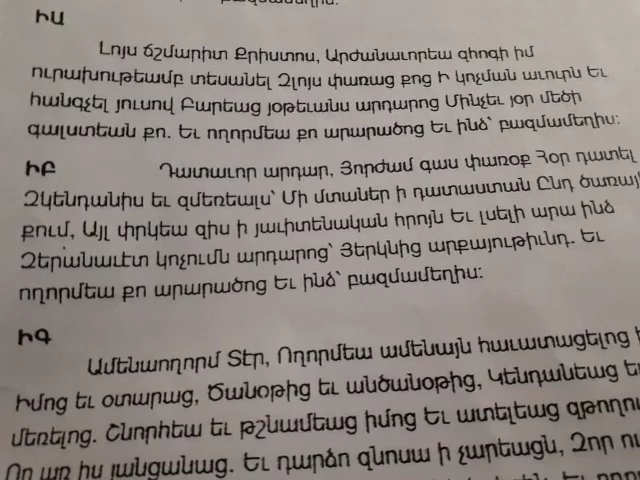 ԻԱ
Լոյս ճշմարիտ Քրիստոս, Արժանաւորեա զհոգի իմ
ուրախութեամբ տեսանել Զլոյս փառաց քոց Ի կոչման աւուրն Եւ
հանգչել յուսով Բարեաց յօթեւանս արդարոց Մինչեւ յօր մեծի
գալստեան քո. Եւ ողորմեա քո արարածոց Եւ ինձ՝ բազմամեղիս:
ԻԲ Դատաւոր արդար, Յորժամ գաս փառօք Հօր դատել
Զկենդանիս եւ զմեռեալս՝ Մի մտաներ ի դատաստան Ընդ ծառայի
քում, Այլ փրկեա զիս ի յաւիտենական հրոյն Եւ լսելի արա ինձ
Զերանաւէտ կոչումն արդարոց՝ Յերկնից արքայութիւնդ. Եւ
ողորմեա քո արարածոց Եւ ինձ՝ բազմամեղիս:
ԻԳ
Ամենաողորմ Տէր, Ողորմեա ամենայն հաւատացելոց ի
Իմոց եւ օտարաց, Ծանօթից եւ անծանօթից, Կենդանեաց եւ
մեռելոց. Շնորհեա եւ թշնամեաց իմոց Եւ ատելեաց
Որ առ իս յանցանաց. Եւ դարձո զնոսա ի չարեացն, Զոր